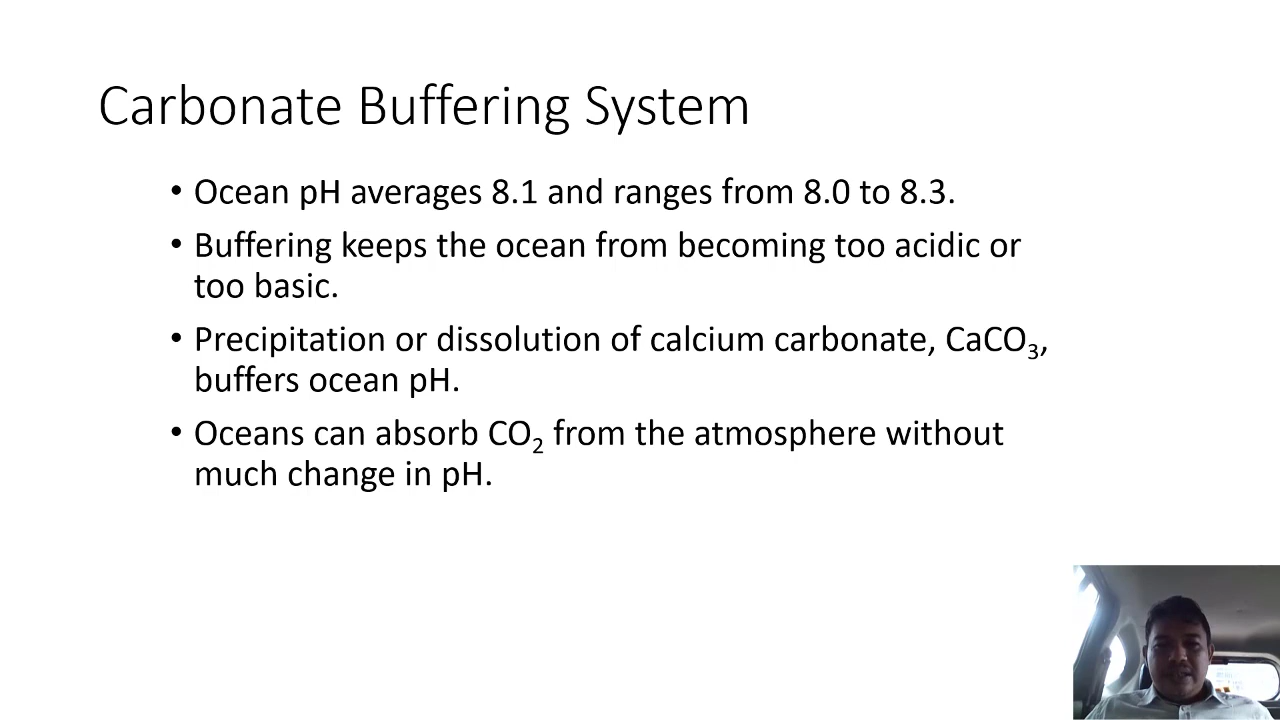 Carbonate Buffering System
• Ocean pH averages 8.1 and ranges from 8.0 to 8.3.
• Buffering keeps the ocean from becoming too acidic or
too basic.
• Precipitation or dissolution of calcium carbonate, CaCO₃,
buffers ocean pH.
• Oceans can absorb CO₂ from the atmosphere without
much change in pH.